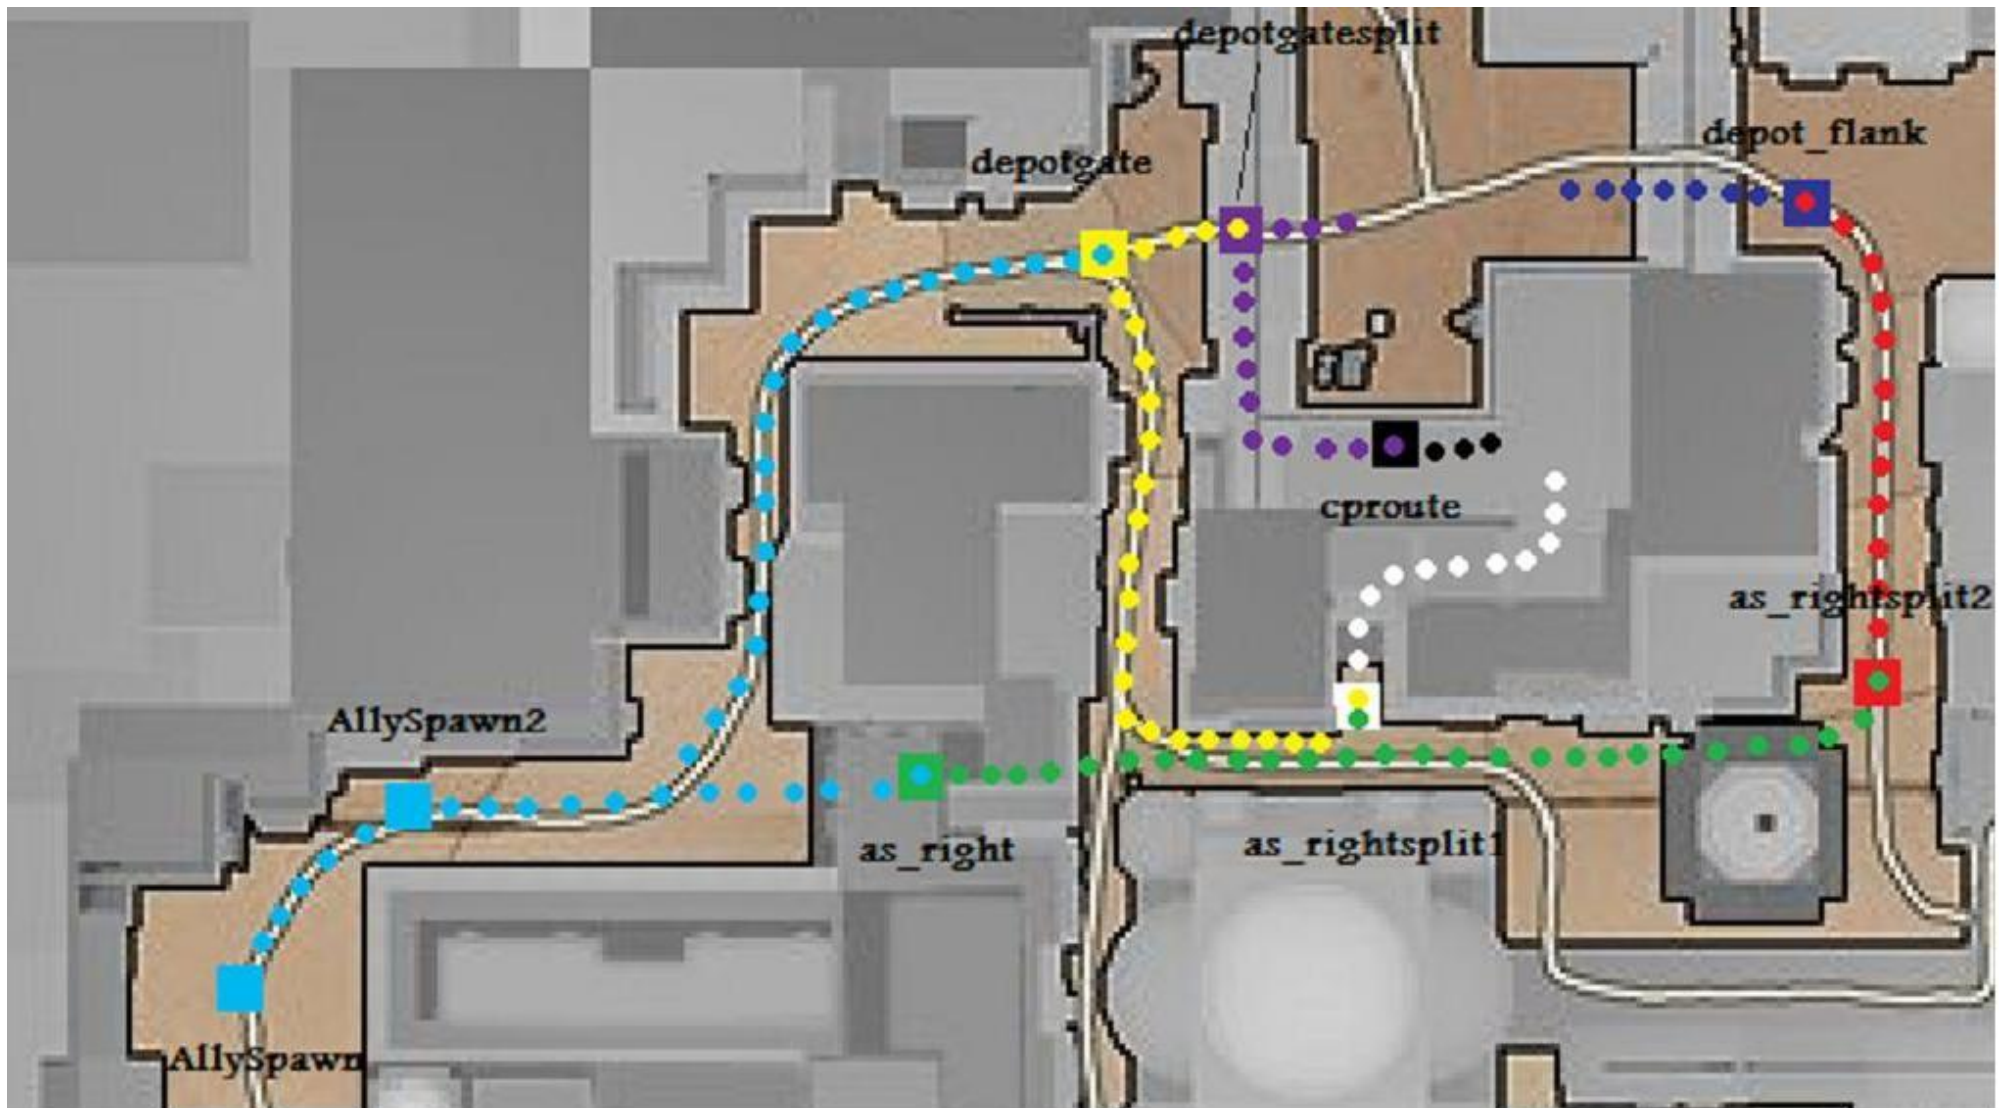 depotgatesplit
depot_flank
depotgate
cproute
as_rightsplit2
AllySpawn2
as_right
as_rightsplit1
AllySpawn